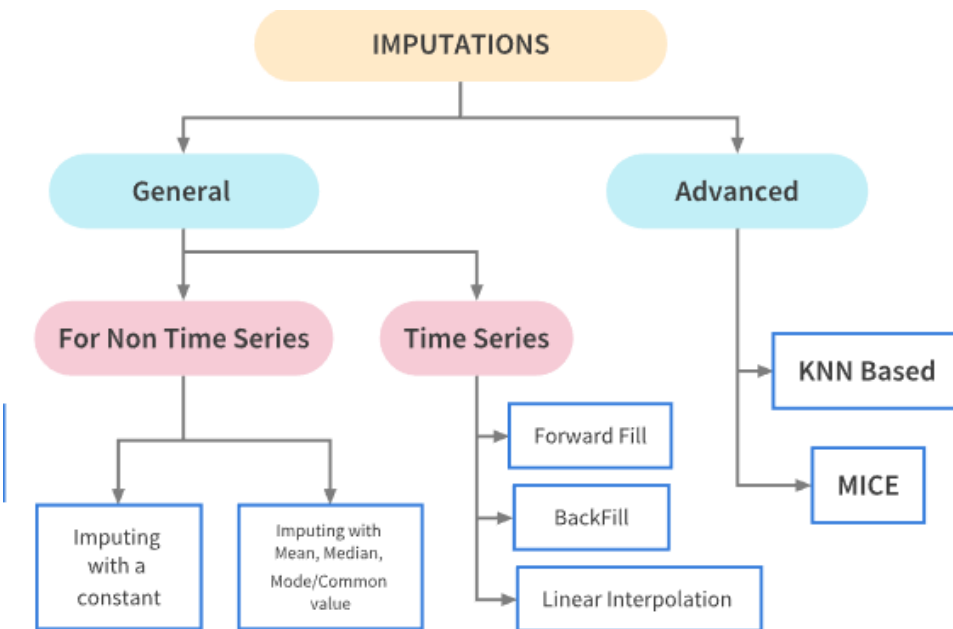 IMPUTATIONS
General
Advanced
For Non Time Series
Time Series
KNN Based
Forward Fill
MICE
BackFill
Imputing
with a
constant
Imputing with
Mean, Median,
Mode/Common
value
Linear Interpolation